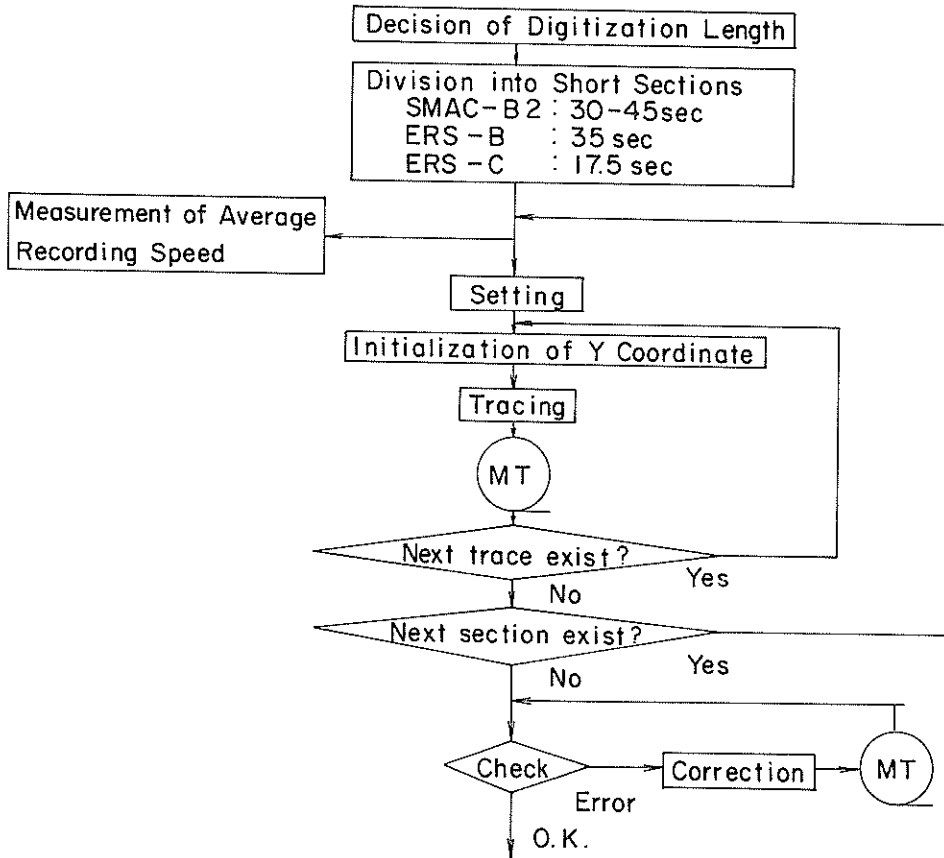 Decision of Digitization Length
Division into Short Sections
SMAC-B2 : 30-45sec
ERS-B : 35 sec
ERS-C : 17.5 sec
Measurement of Average
Recording Speed
Setting
Initialization of Y Coordinate
Tracing
MT
Next trace exist?
Yes
No
Next section exist?
Yes
No
Check
Correction
MT
Error
O.K.